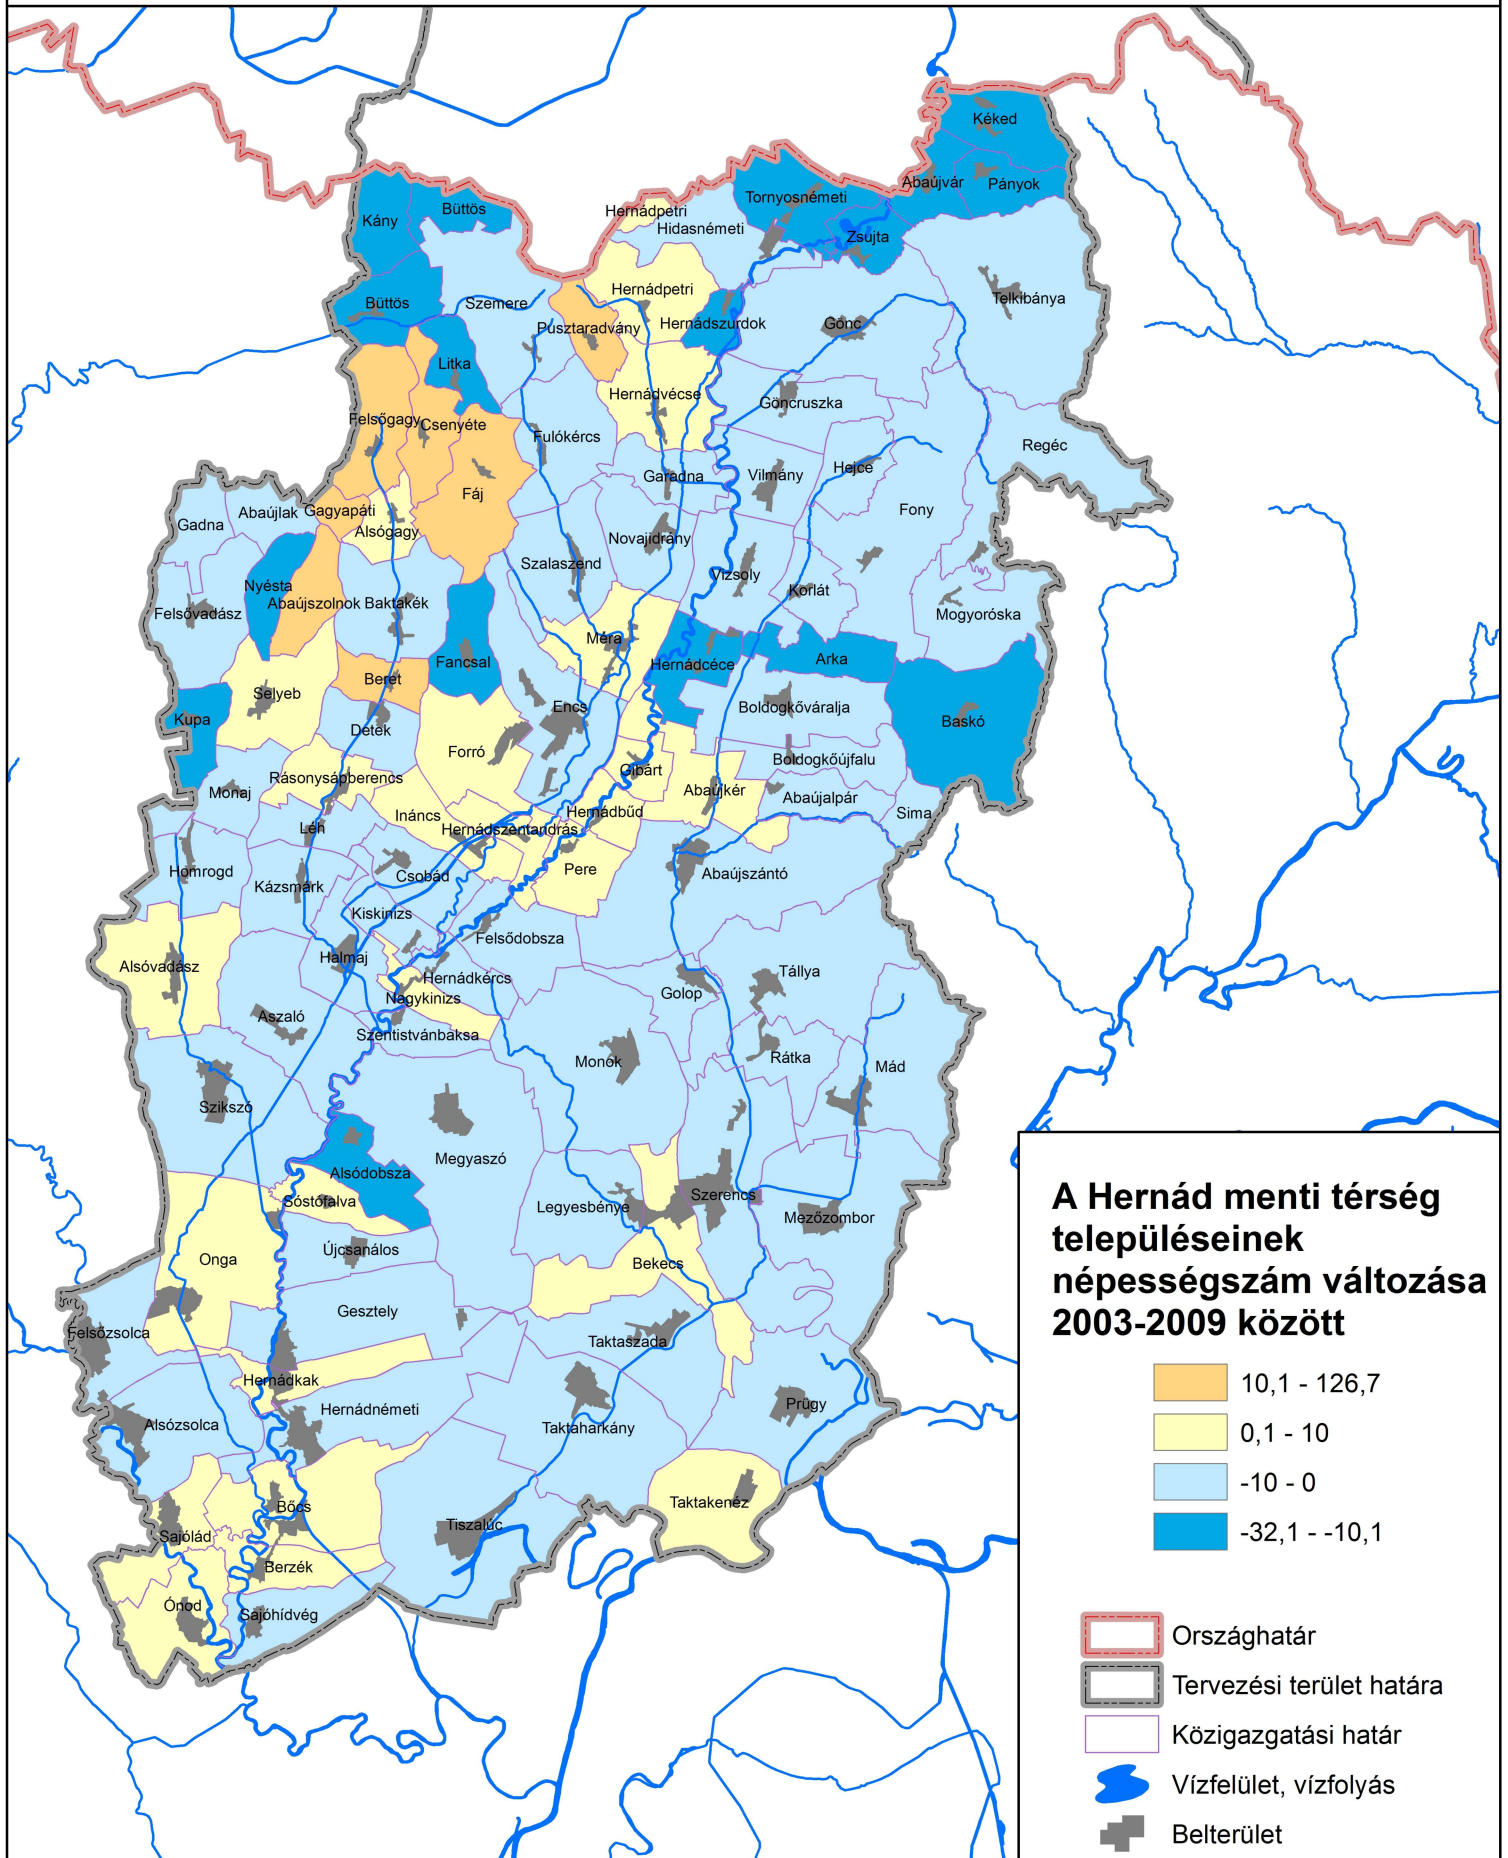 Kéked
Abaújvár
Pányok
Tornyosnémeti
Kány
Büttös
Hernádpetri
Hidasnémeti
Zsujta
Büttös
Szemere
Hernádpetri
Telkibánya
Pusztaradvány
Hernádszurdok
Gönc
Litka
Hernádvécse
Göncruszka
Felsőgagy
Csenyéte
Fulókércs
Regéc
Garadna
Vilmány
Hejce
Fáj
Gadna
Abaújlak
Gagyapáti
Alsógagy
Fony
Novajidrány
Szalaszend
Vizsoly
Korlát
Nyésta
Abaújszolnok
Baktakék
Felsővadász
Mogyoróska
Méra
Fancsal
Hernádcéce
Arka
Beret
Selyeb
Kupa
Encs
Boldogkőváralja
Baskó
Detek
Forró
Boldogkőújfalu
Gibárt
Rásonysápberencs
Monaj
Abaújkér
Abaújalpár
Ináncs
Hernádbűd
Sima
Léh
Hernádszentandrás
Homrogd
Kázsmárk
Csobád
Pere
Abaújszántó
Kiskinizs
Felsődobsza
Halmaj
Alsóvadász
Hernádkércs
Tállya
Golop
Nagykinizs
Aszaló
Szentistvánbaksa
Monok
Rátka
Mád
Szikszó
Megyaszó
Alsódobsza
Sóstófalva
Legyesbénye
Szerencs
Mezőzombor
Onga
Újcsanálos
Bekecs
Gesztely
Felsőzsolca
Taktaszada
Hernádkak
Hernádnémeti
Alsózsolca
Taktaharkány
Prügy
Bőcs
Taktakenéz
Sajólád
Tiszalúc
Berzék
Ónod
Sajóhídvég
A Hernád menti térség
településeinek
népességszám változása
2003-2009 között
10,1 - 126,7
0,1 - 10
-10 - 0
-32,1 - -10,1
Országhatár
Tervezési terület határa
Közigazgatási határ
Vízfelület, vízfolyás
Belterület